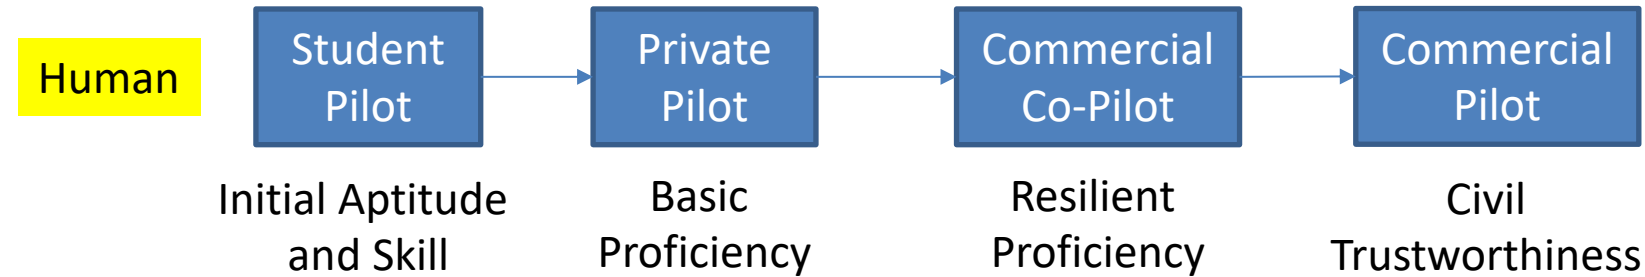 Human
Student
Pilot
Private
Pilot
Commercial
Co-Pilot
Commercial
Pilot
Initial Aptitude
and Skill
Basic
Proficiency
Resilient
Proficiency
Civil
Trustworthiness